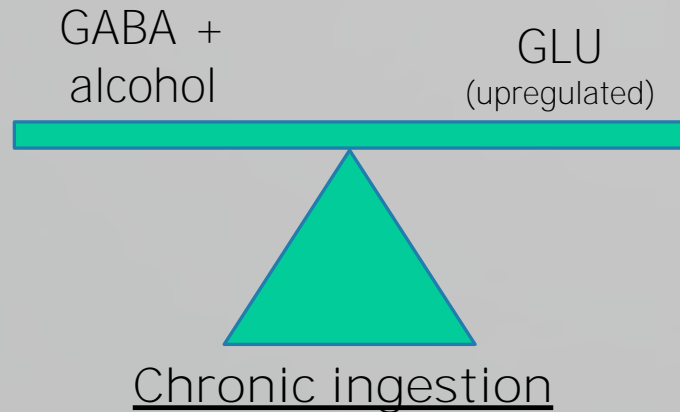 GABA +
alcohol
GLU
(upregulated)
Chronic ingestion